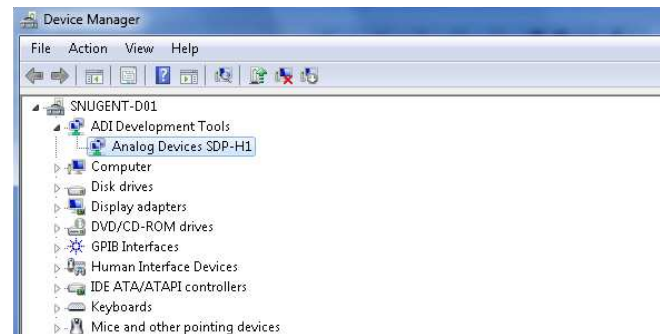 Device Manager
File Action View Help
SNUGENT-D01
ADI Development Tools
Analog Devices SDP-H1
Computer
Disk drives
Display adapters
DVD/CD-ROM drives
GPIB Interfaces
Human Interface Devices
IDE ATA/ATAPI controllers
Keyboards
Mice and other pointing devices